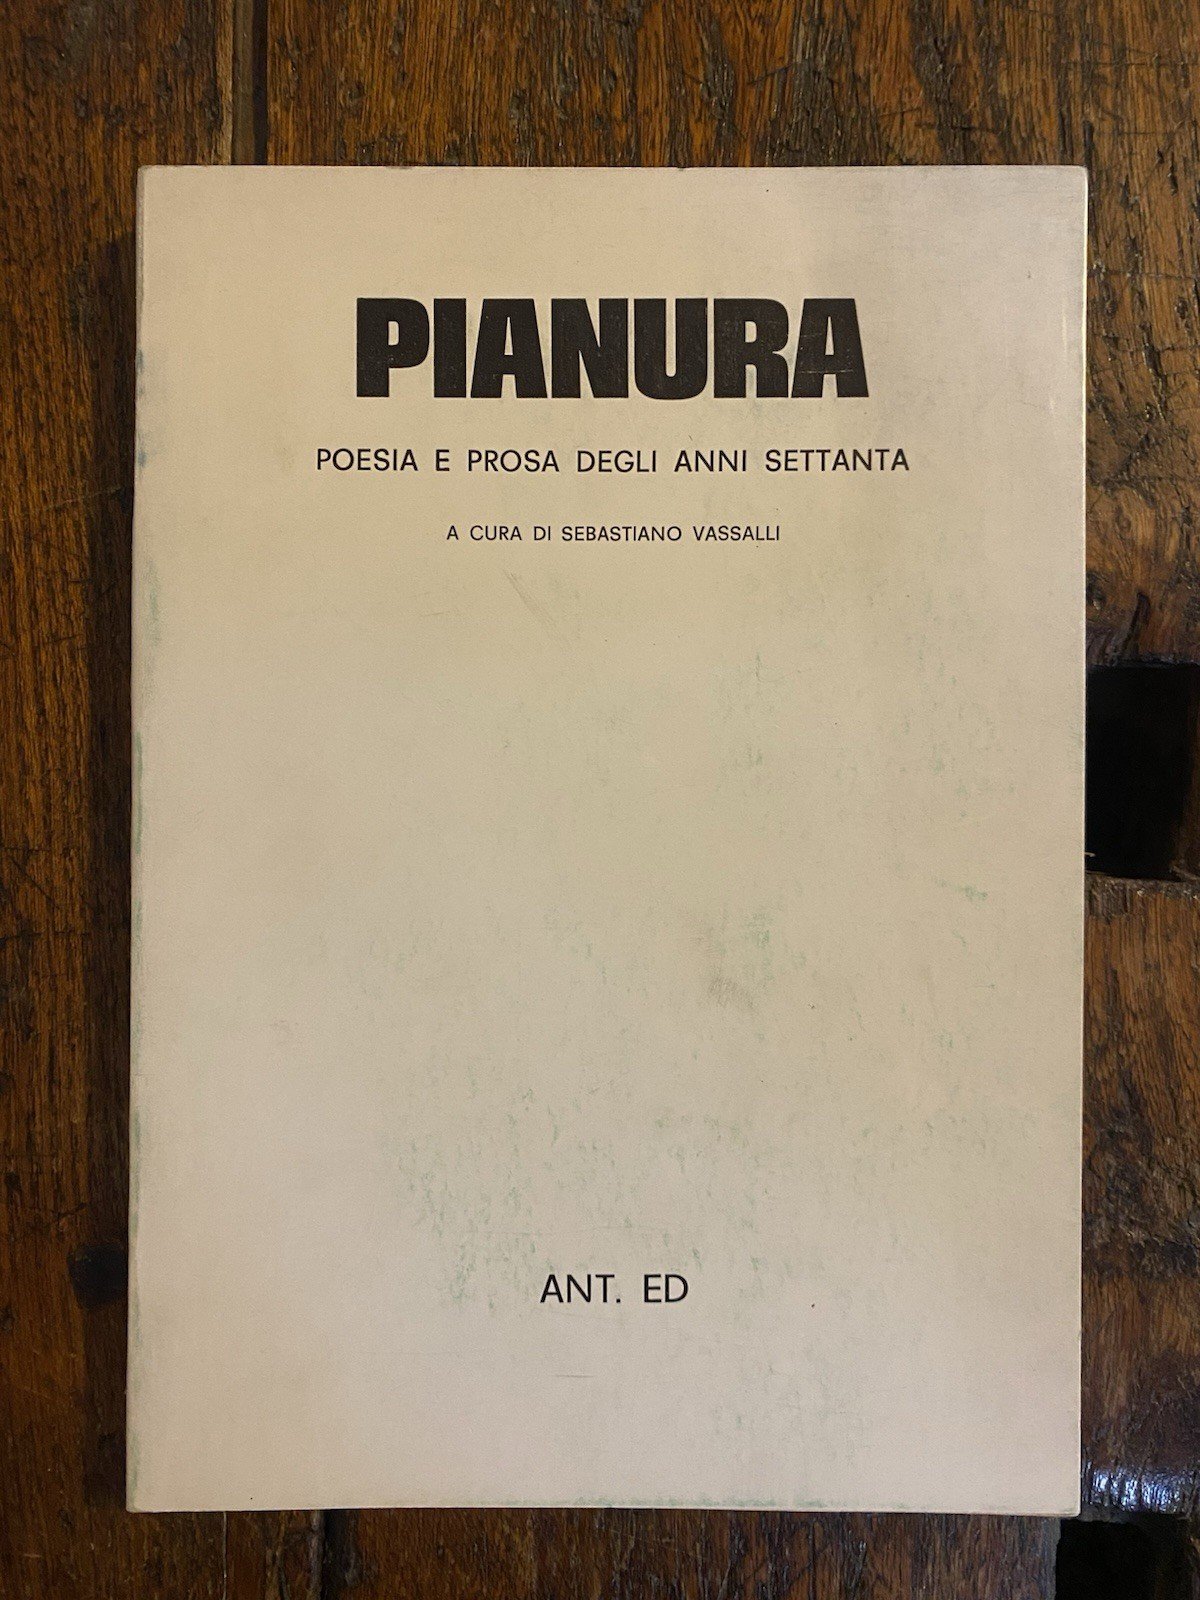 PIANURA
POESIA E PROSA DEGLI ANNI SETTANTA
A CURA DI SEBASTIANO VASSALLI
ANT. ED